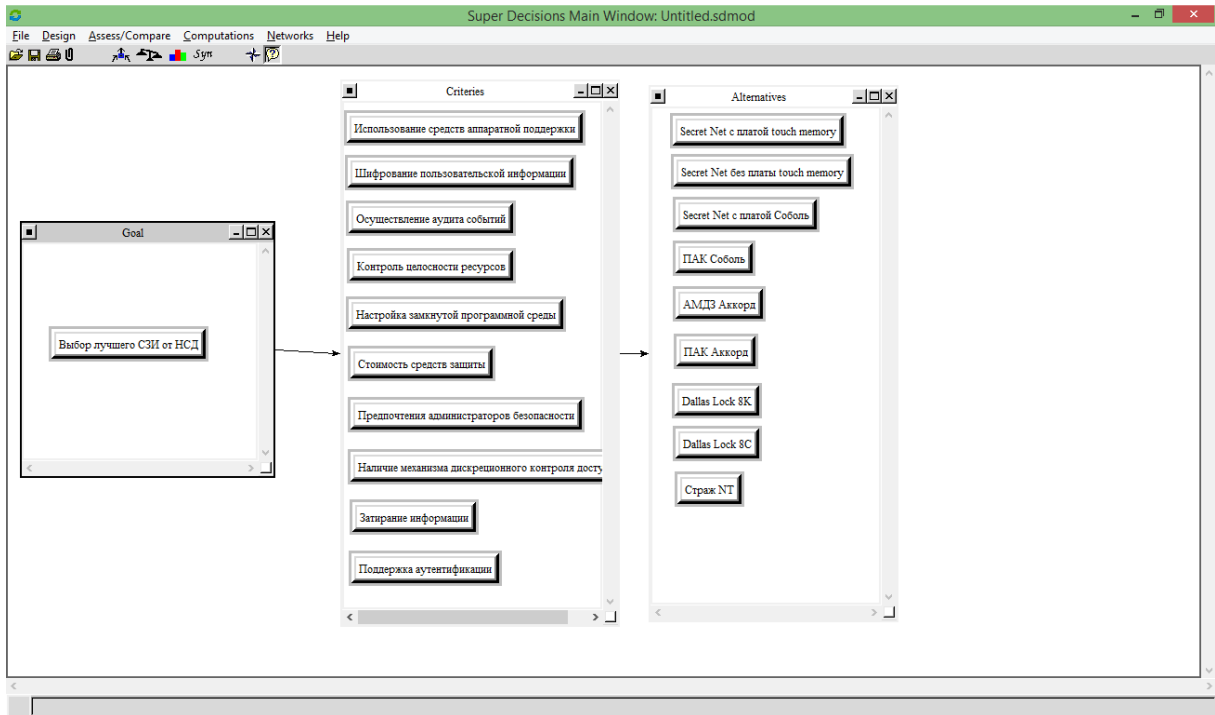 Super Decisions Main Window: Untitled.sdmod
File Design Assess/Compare Computations Networks Help
Syn
Goal
Выбор лучшего СЗИ от НСД
Criteries
Использование средств аппаратной поддержки
Шифрование пользовательской информации
Осуществление аудита событий
Контроль целосности ресурсов
Настройка замкнутой программной среды
Стоимость средств защиты
Предпочтения администраторов безопасности
Наличие механизма дискреционного контроля досту
Затирание информации
Поддержка аутентификации
Alternatives
Secret Net с платой touch memory
Secret Net без платы touch memory
Secret Net с платой Соболь
ПАК Соболь
АМДЗ Аккорд
ПАК Аккорд
Dallas Lock 8K
Dallas Lock 8C
Страж NT